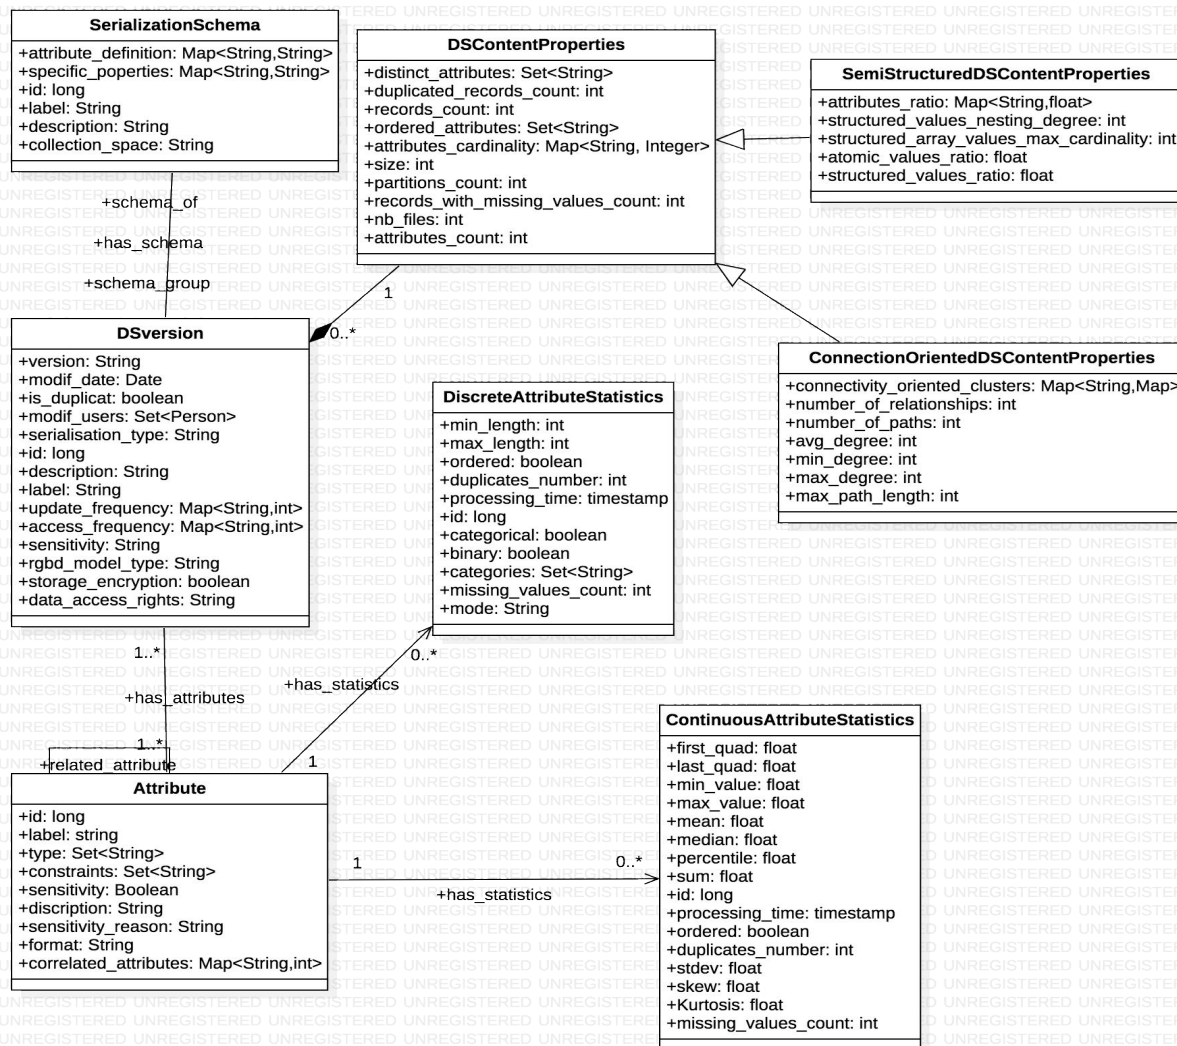 SerializationSchema
+attribute_definition: Map<String,String>
+specific_poperties: Map<String,String>
+id: long
+label: String
+description: String
+collection_space: String
DSContentProperties
+distinct_attributes: Set<String>
+duplicated_records_count: int
+records_count: int
+ordered_attributes: Set<String>
+attributes_cardinality: Map<String, Integer>
+size: int
+partitions_count: int
+records_with_missing_values_count: int
+nb_files: int
+attributes_count: int
SemiStructuredDSContentProperties
+attributes_ratio: Map<String,float>
+structured_values_nesting_degree: int
+structured_array_values_max_cardinality: int
+atomic_values_ratio: float
+structured_values_ratio: float
+schema_of
+has_schema
+schema_group
1
0..*
DSversion
+version: String
+modif_date: Date
+is_duplicat: boolean
+modif_users: Set<Person>
+serialisation_type: String
+id: long
+description: String
+label: String
+update_frequency: Map<String,int>
+access_frequency: Map<String,int>
+sensitivity: String
+rgbd_model_type: String
+storage_encryption: boolean
+data_access_rights: String
ConnectionOrientedDSContentProperties
+connectivity_oriented_clusters: Map<String,Map>
+number_of_relationships: int
+number_of_paths: int
+avg_degree: int
+min_degree: int
+max_degree: int
+max_path_length: int
DiscreteAttributeStatistics
+min_length: int
+max_length: int
+ordered: boolean
+duplicates_number: int
+processing_time: timestamp
+id: long
+categorical: boolean
+binary: boolean
+categories: Set<String>
+missing_values_count: int
+mode: String
1..*
+has_attributes
1..*
+related_attribute
0..*
+has_statistics
1
Attribute
+id: long
+label: string
+type: Set<String>
+constraints: Set<String>
+sensitivity: Boolean
+discription: String
+sensitivity_reason: String
+format: String
+correlated_attributes: Map<String,int>
1
0..*
+has_statistics
ContinuousAttributeStatistics
+first_quad: float
+last_quad: float
+min_value: float
+max_value: float
+mean: float
+median: float
+percentile: float
+sum: float
+id: long
+processing_time: timestamp
+ordered: boolean
+duplicates_number: int
+stdev: float
+skew: float
+Kurtosis: float
+missing_values_count: int